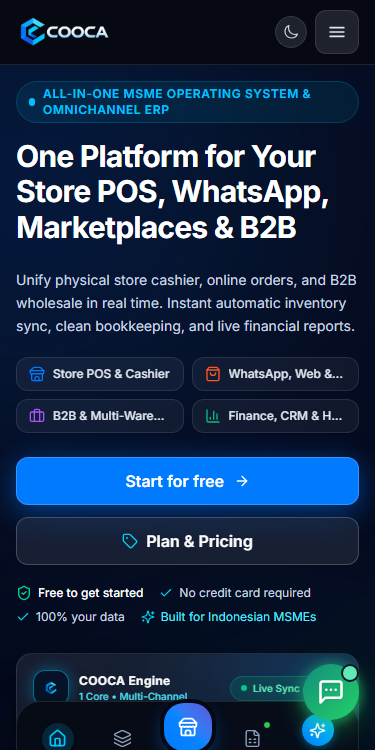 COOCA
ALL-IN-ONE MSME OPERATING SYSTEM &
OMNICHANNEL ERP
One Platform for Your
Store POS, WhatsApp,
Marketplaces & B2B
Unify physical store cashier, online orders, and B2B
wholesale in real time. Instant automatic inventory
sync, clean bookkeeping, and live financial reports.
Store POS & Cashier
WhatsApp, Web &...
B2B & Multi-Ware...
Finance, CRM & H...
Start for free →
Plan & Pricing
Free to get started
No credit card required
100% your data
Built for Indonesian MSMEs
COOCA Engine
1 Core • Multi-Channel
Live Sync